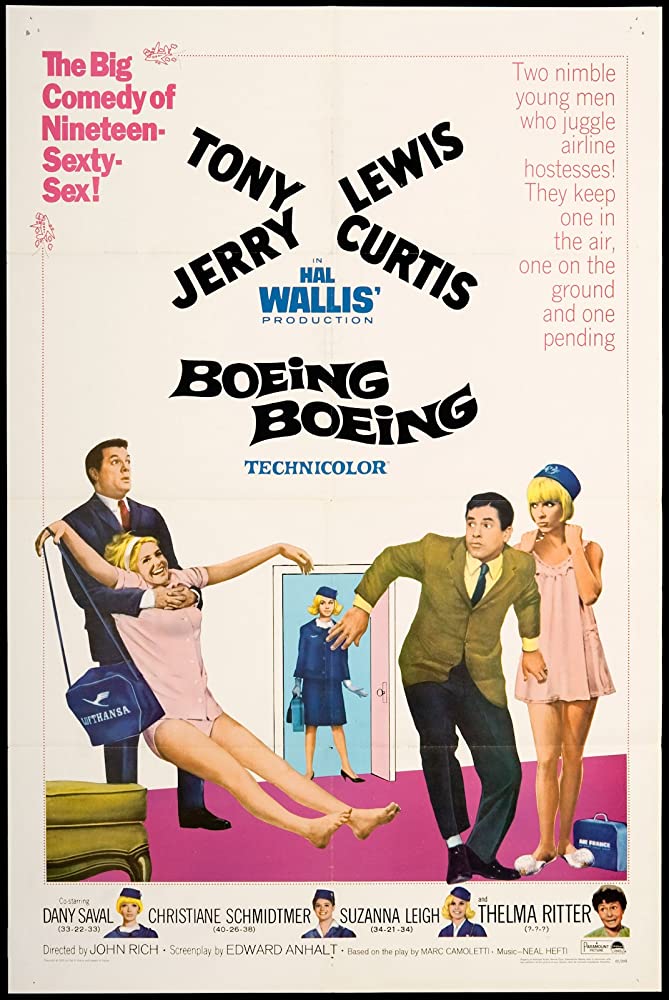 The Big
Comedy of
Nineteen-
Sexty-
Sex!
Two nimble
young men
who juggle
airline
hostesses!
They keep
one in
the air,
one on the
ground
and one
pending
TONY LEWIS
JERRY CURTIS
IN
HAL
WALLIS'
PRODUCTION
BOEING
BOEING
TECHNICOLOR®
LUFTHANSA
AIR FRANCE
Co-starring
DANY SAVAL CHRISTIANE SCHMIDTMER SUZANNA LEIGH and THELMA RITTER
(33-22-33) (40-26-38) (34-21-34) (?-?-?)
Directed by JOHN RICH • Screenplay by EDWARD ANHALT • Based on the play by MARC CAMOLETTI • Music—NEAL HEFTI
PARAMOUNT
PICTURE